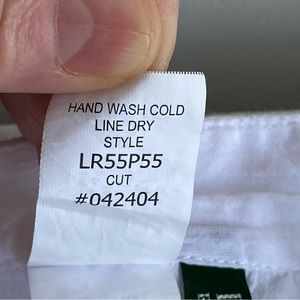 HAND WASH COLD
LINE DRY
STYLE
LR55P55
CUT
#042404